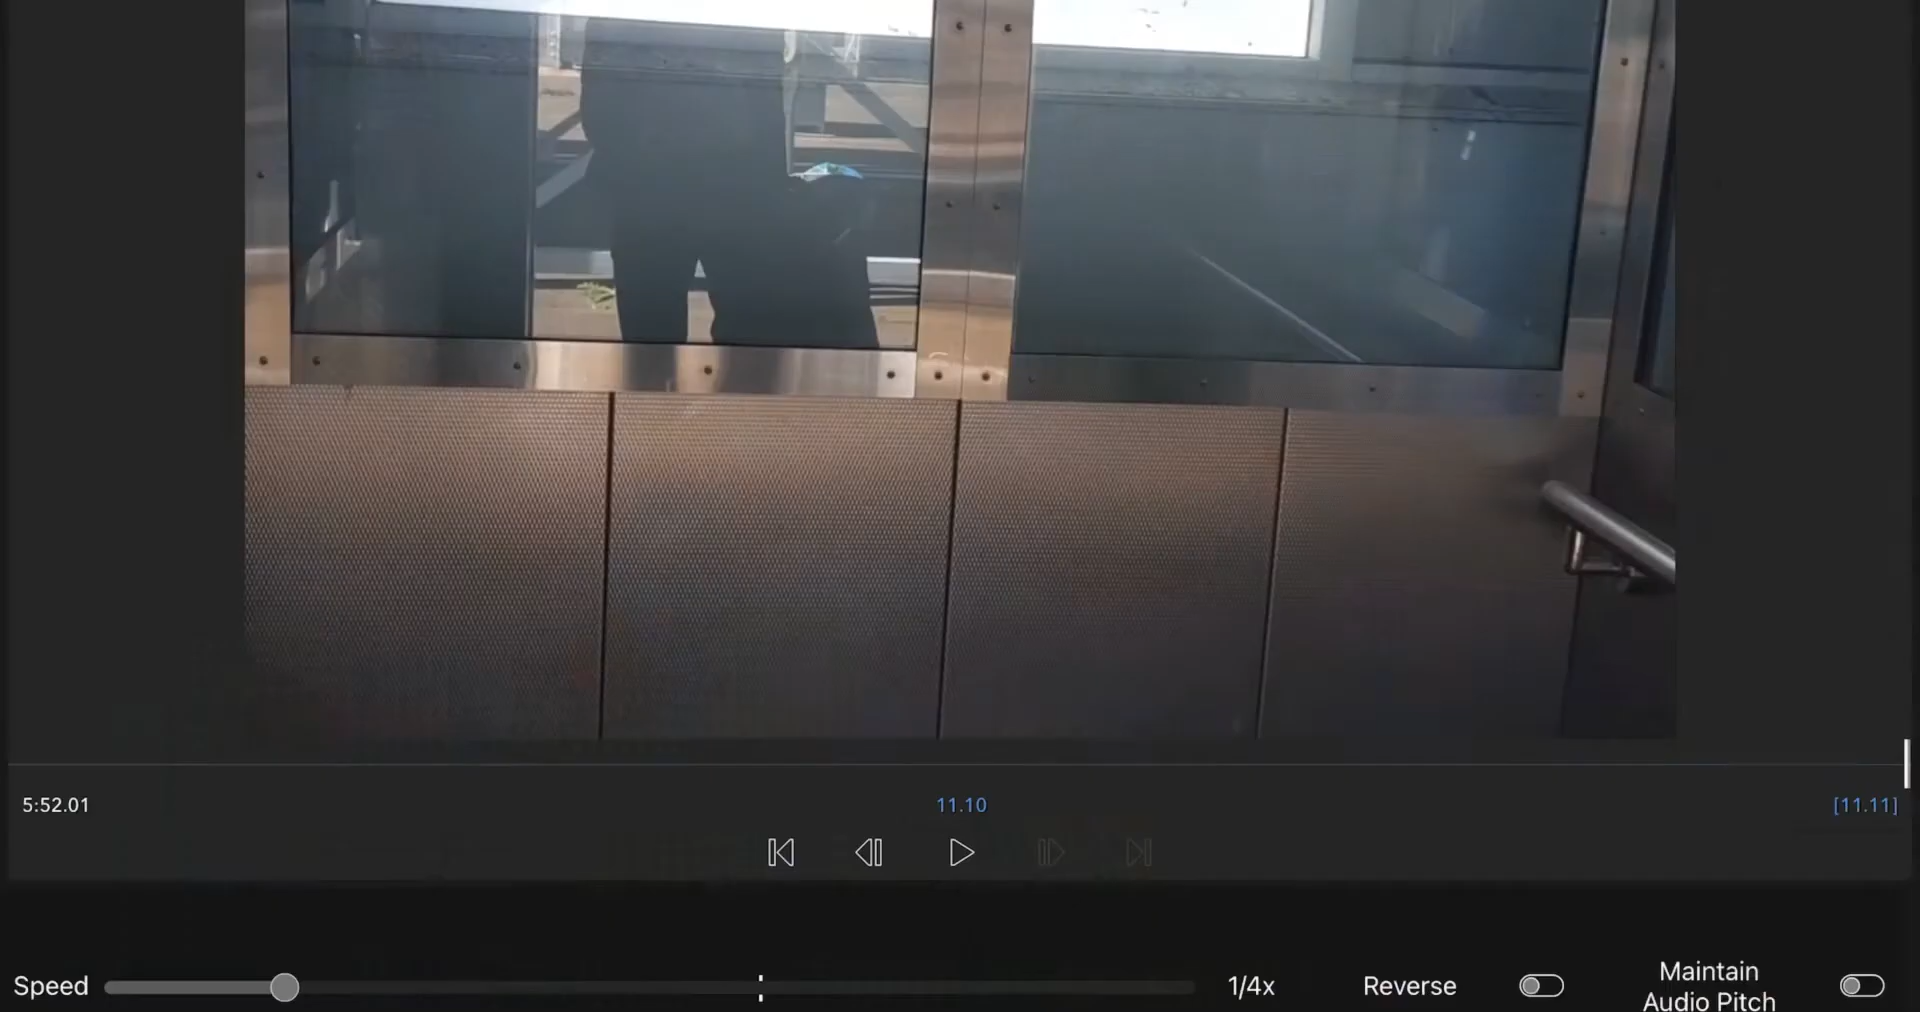 5:52.01
11.10
[11.11]
Speed
1/4x
Reverse
Maintain
Audio Pitch